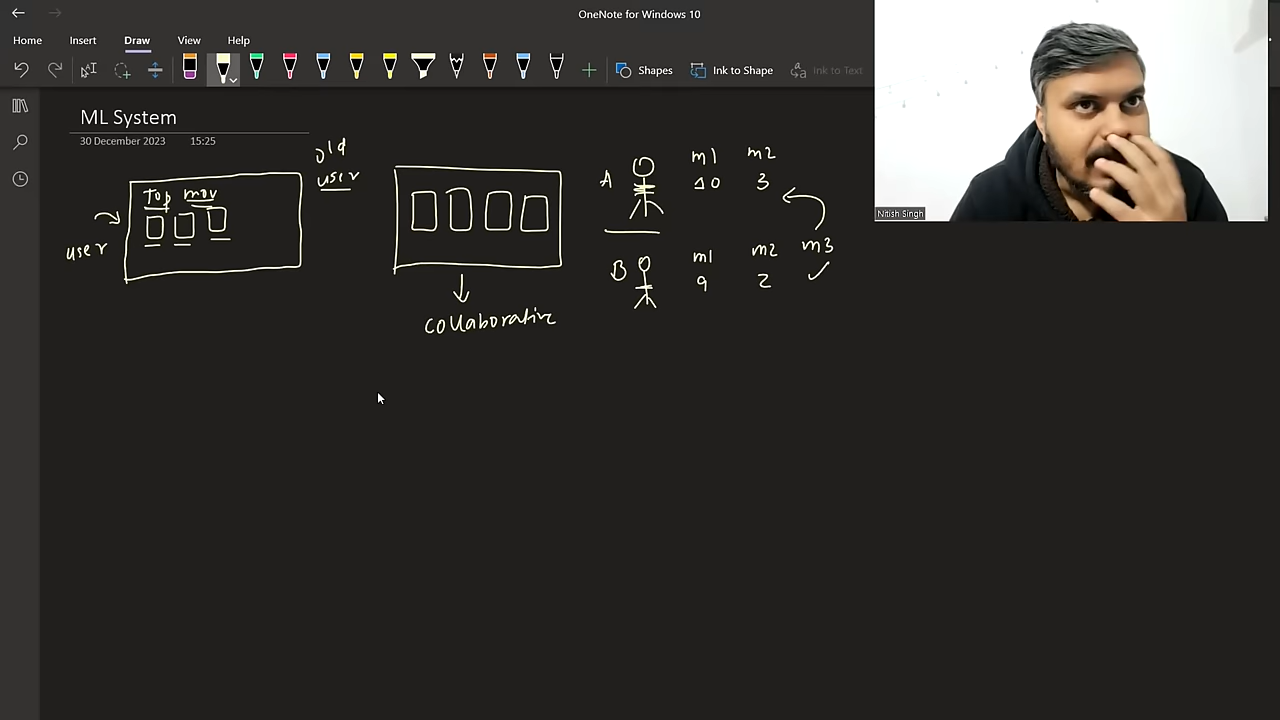 OneNote for Windows 10
Home Insert Draw View Help
Shapes Ink to Shape Ink to Text
ML System
30 December 2023 15:25
old
user
Top mov
user
collaborative
A m1 m2
10 3
B m1 m2 m3
9 2 ✓
Nitish Singh